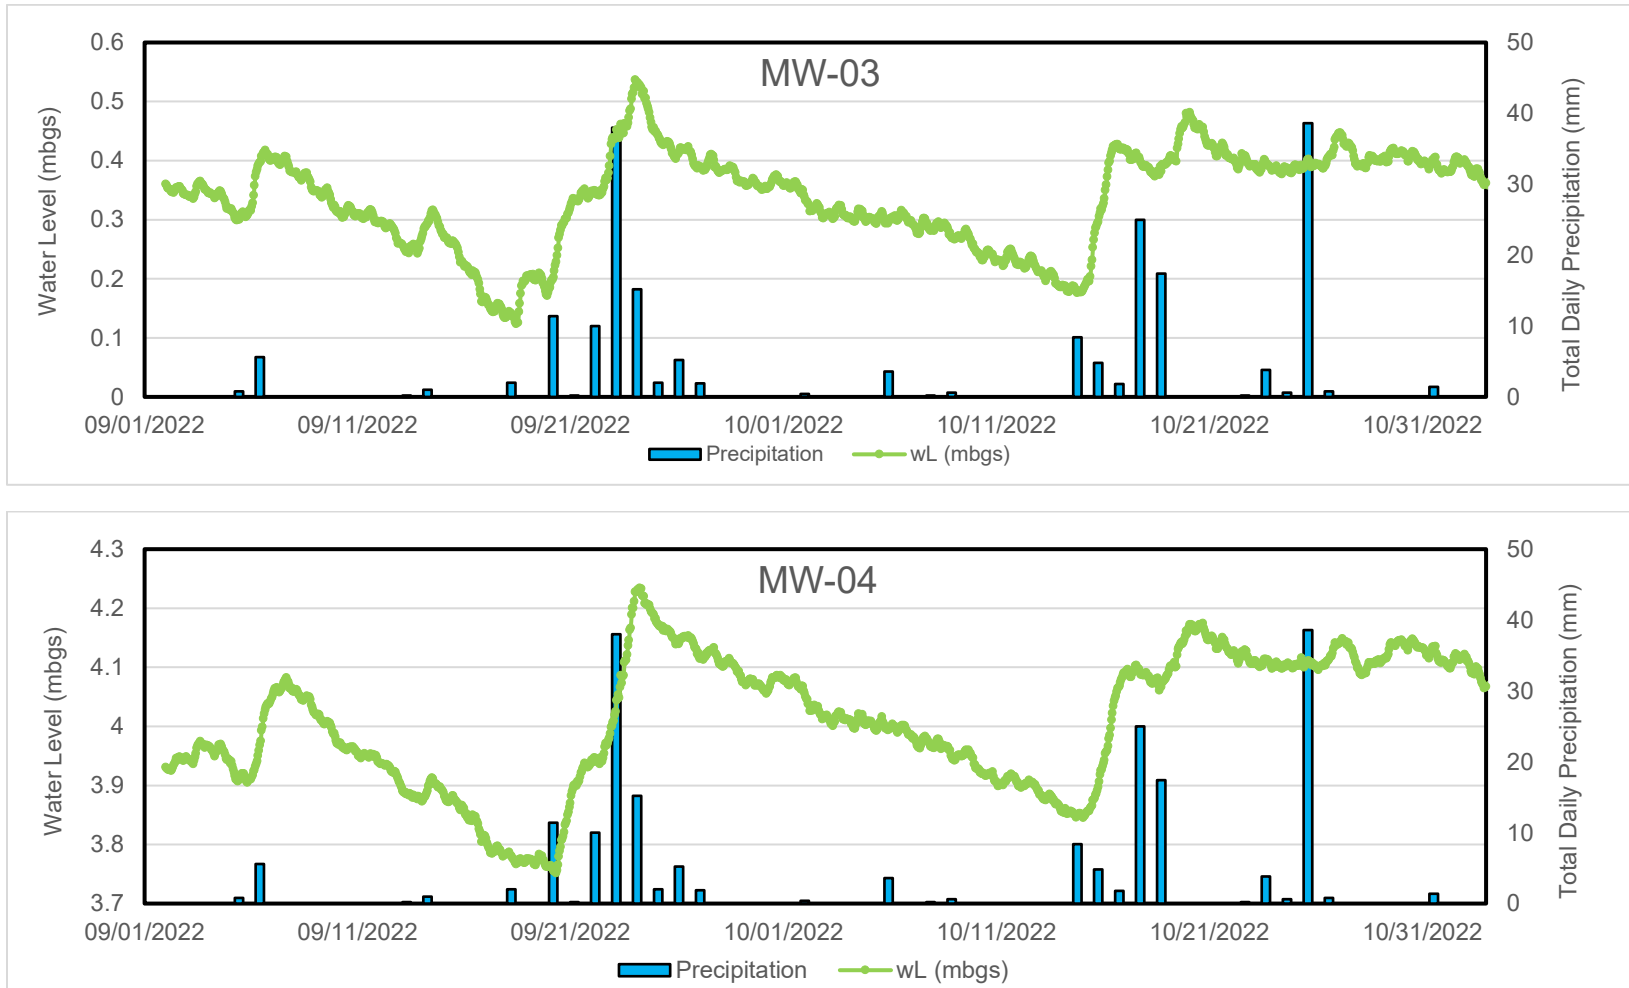 MW-03
Water Level (mbgs)
Total Daily Precipitation (mm)
0.6
0.5
0.4
0.3
0.2
0.1
0
50
40
30
20
10
0
09/01/2022 09/11/2022 09/21/2022 10/01/2022 10/11/2022 10/21/2022 10/31/2022
Precipitation wL (mbgs)
MW-04
Water Level (mbgs)
Total Daily Precipitation (mm)
4.3
4.2
4.1
4
3.9
3.8
3.7
50
40
30
20
10
0
09/01/2022 09/11/2022 09/21/2022 10/01/2022 10/11/2022 10/21/2022 10/31/2022
Precipitation wL (mbgs)